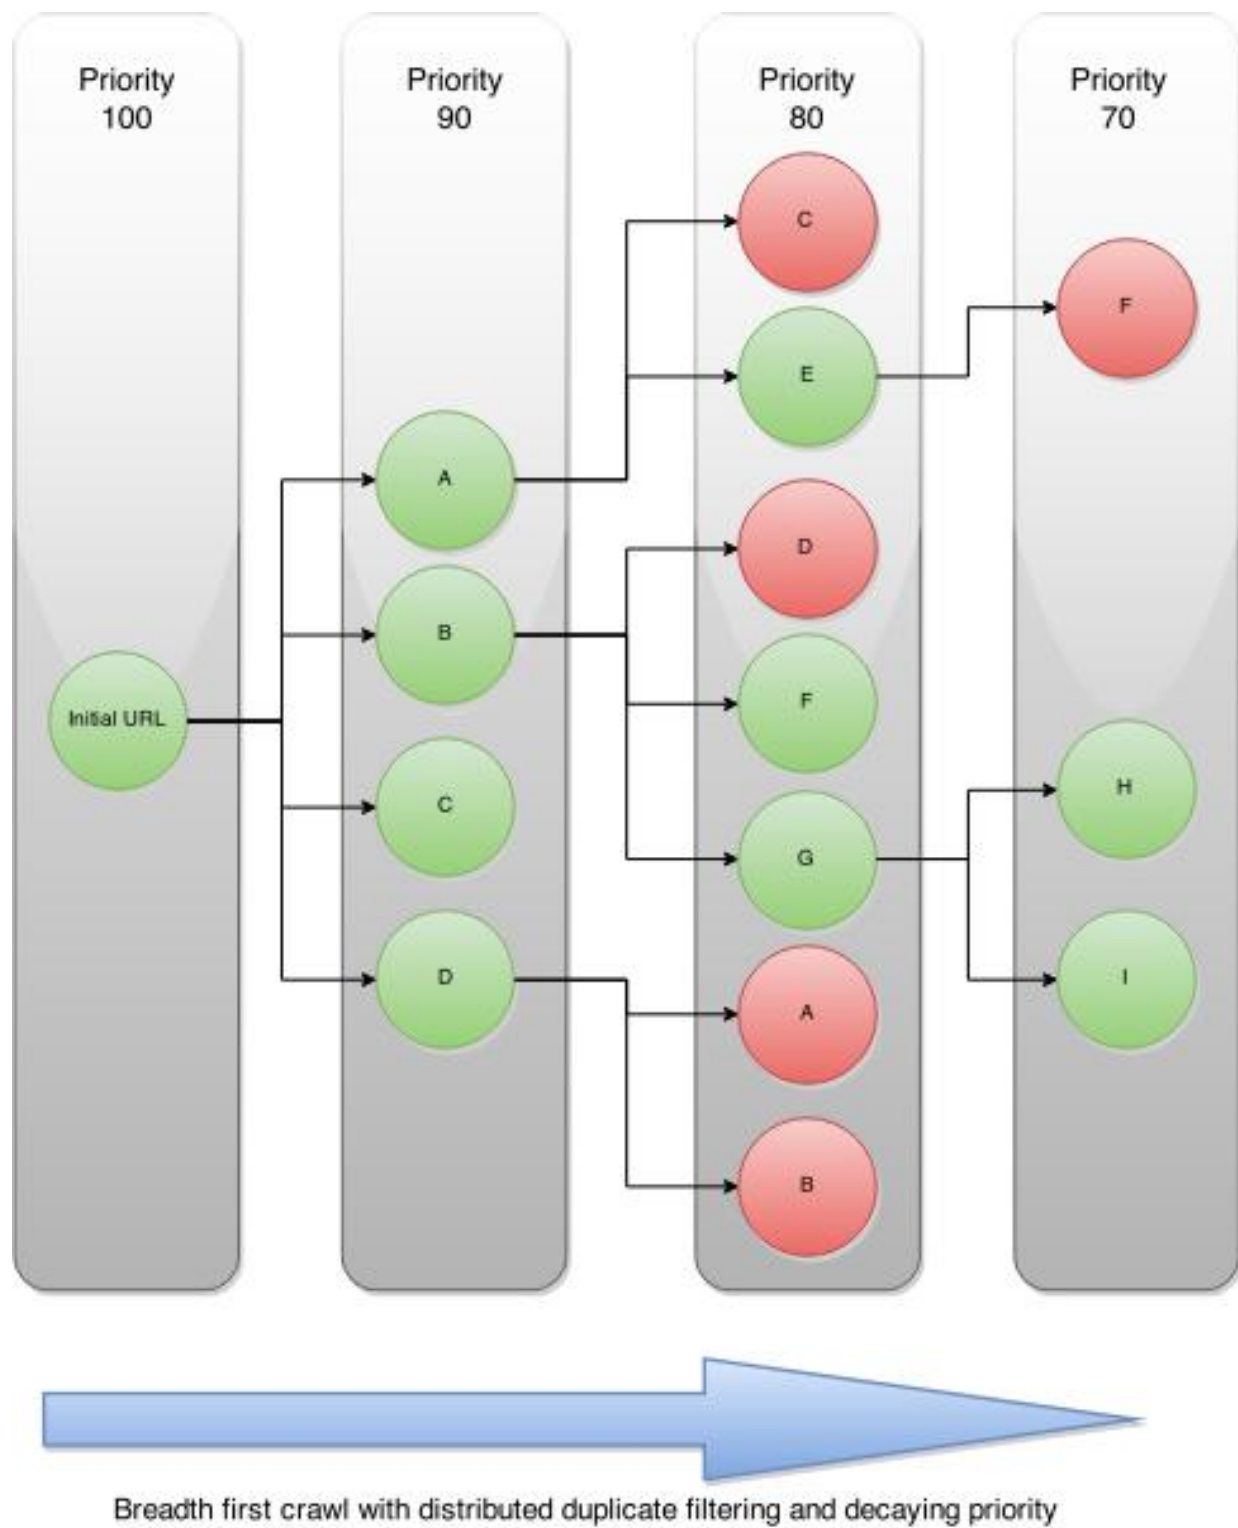 Priority
100
Priority
90
Priority
80
Priority
70
Initial URL
A
B
C
D
C
E
D
F
G
A
B
F
H
I
Breadth first crawl with distributed duplicate filtering and decaying priority